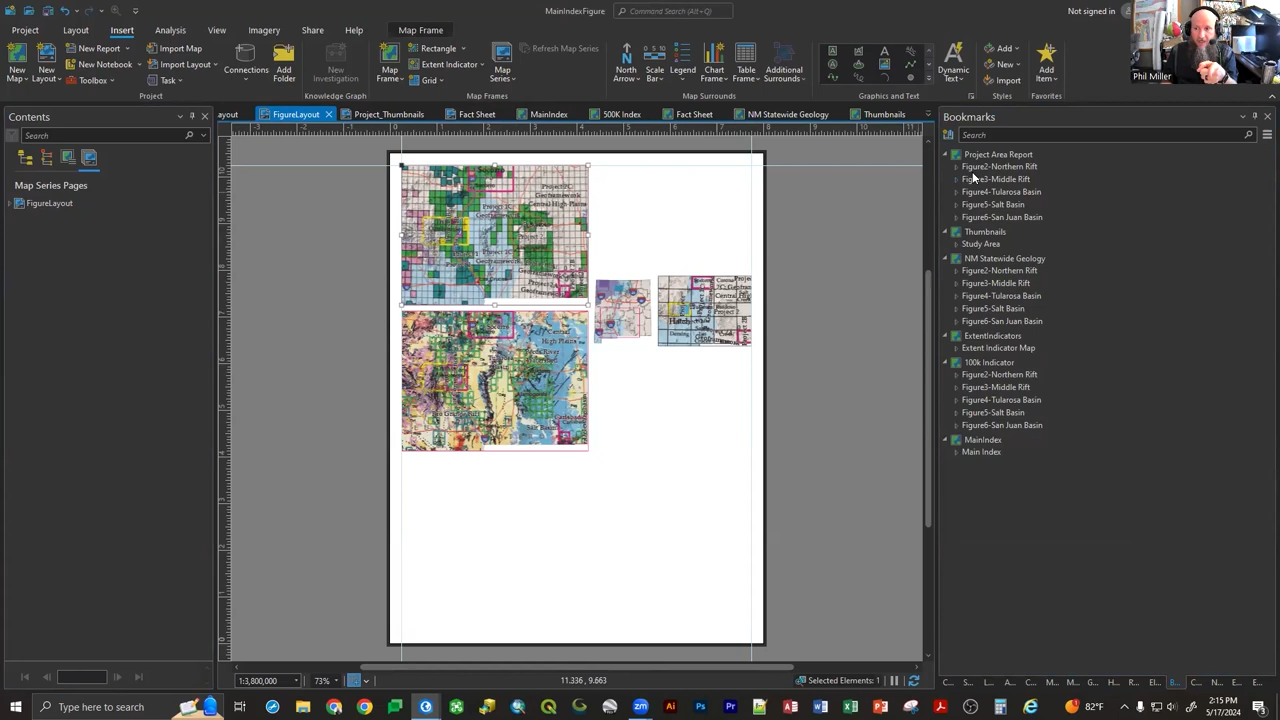 MainIndexFigure
Command Search (Alt+Q)
Not signed in
Project Layout Insert Analysis View Imagery Share Help Map Frame
New Map
New Layout
New Report
New Notebook
Toolbox
Import Map
Import Layout
Task
Connections
Add Folder
New Investigation
Map Frame
Rectangle
Extent Indicator
Grid
Refresh Map Series
Map Series
North Arrow
Scale Bar
Legend
Chart Frame
Table Frame
Additional Surrounds
Dynamic Text
Add
New
Import
Add Item
Phil Miller
Project
Knowledge Graph
Map Frames
Map Surrounds
Graphics and Text
Styles
Favorites
Contents
ayout
FigureLayout
Project_Thumbnails
Fact Sheet
MainIndex
500K Index
Fact Sheet
NM Statewide Geology
Thumbnails
Bookmarks
Search
Search
Map Series Pages
FigureLayout
Project Area Report
Figure2-Northern Rift
Figure3-Middle Rift
Figure4-Tularosa Basin
Figure5-Salt Basin
Figure6-San Juan Basin
Thumbnails
Study Area
NM Statewide Geology
Figure2-Northern Rift
Figure3-Middle Rift
Figure4-Tularosa Basin
Figure5-Salt Basin
Figure6-San Juan Basin
ExtentIndicators
Extent Indicator Map
100k Indicator
Figure2-Northern Rift
Figure3-Middle Rift
Figure4-Tularosa Basin
Figure5-Salt Basin
Figure6-San Juan Basin
MainIndex
Main Index
1:3,800,000
73%
11.336, 9.663
Selected Elements: 1
Type here to search
82°F
2:15 PM
5/17/2024